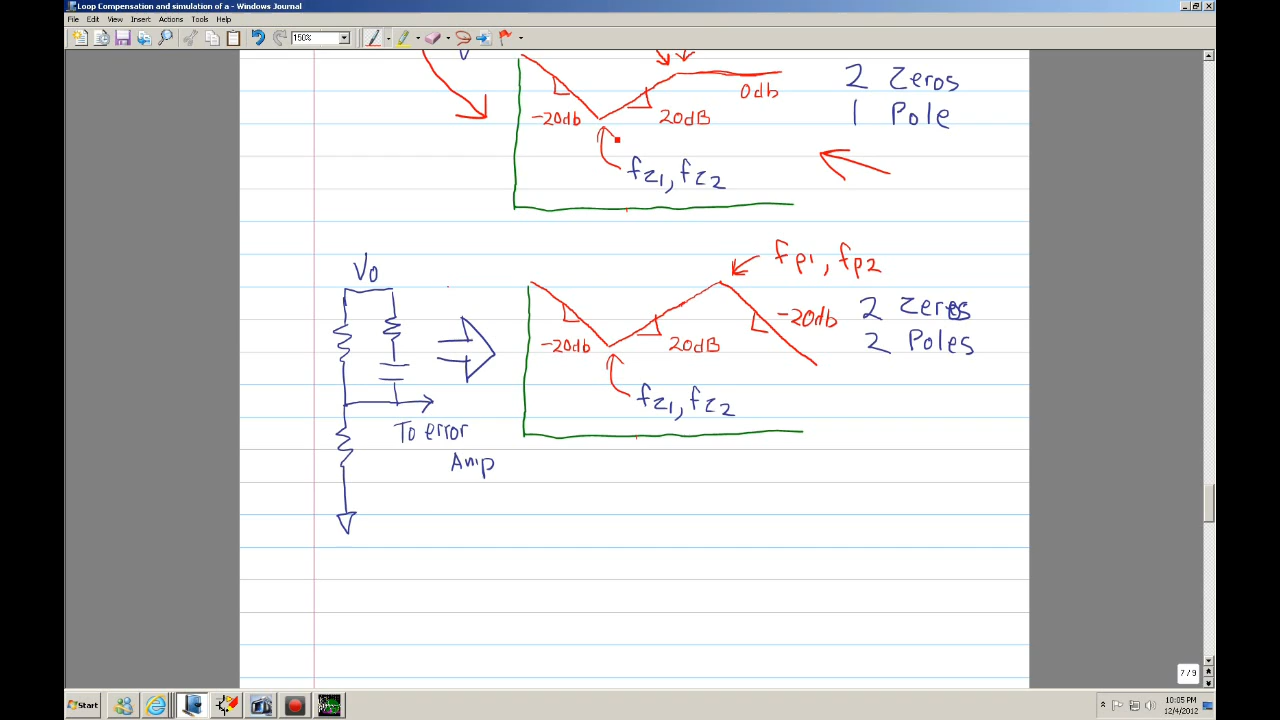 Loop Compensation and simulation of a - Windows Journal
File Edit View Insert Actions Tools Help
150%
-20db
20dB
0db
2 Zeros
1 Pole
fz1, fz2
Vo
To error
Amp
-20db
20dB
fz1, fz2
fp1, fp2
-20db
2 Zeros
2 Poles
7 / 9
Start
10:05 PM
12/4/2012